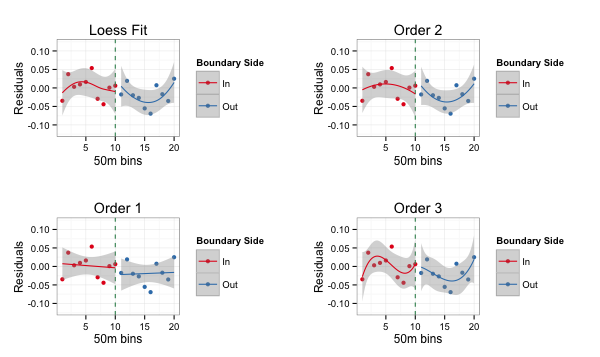 Loess Fit
0.10
0.05
0.00
-0.05
-0.10
Residuals
5
10
15
20
50m bins
Boundary Side
In
Out
Order 2
0.10
0.05
0.00
-0.05
-0.10
Residuals
5
10
15
20
50m bins
Boundary Side
In
Out
Order 1
0.10
0.05
0.00
-0.05
-0.10
Residuals
5
10
15
20
50m bins
Boundary Side
In
Out
Order 3
0.10
0.05
0.00
-0.05
-0.10
Residuals
5
10
15
20
50m bins
Boundary Side
In
Out